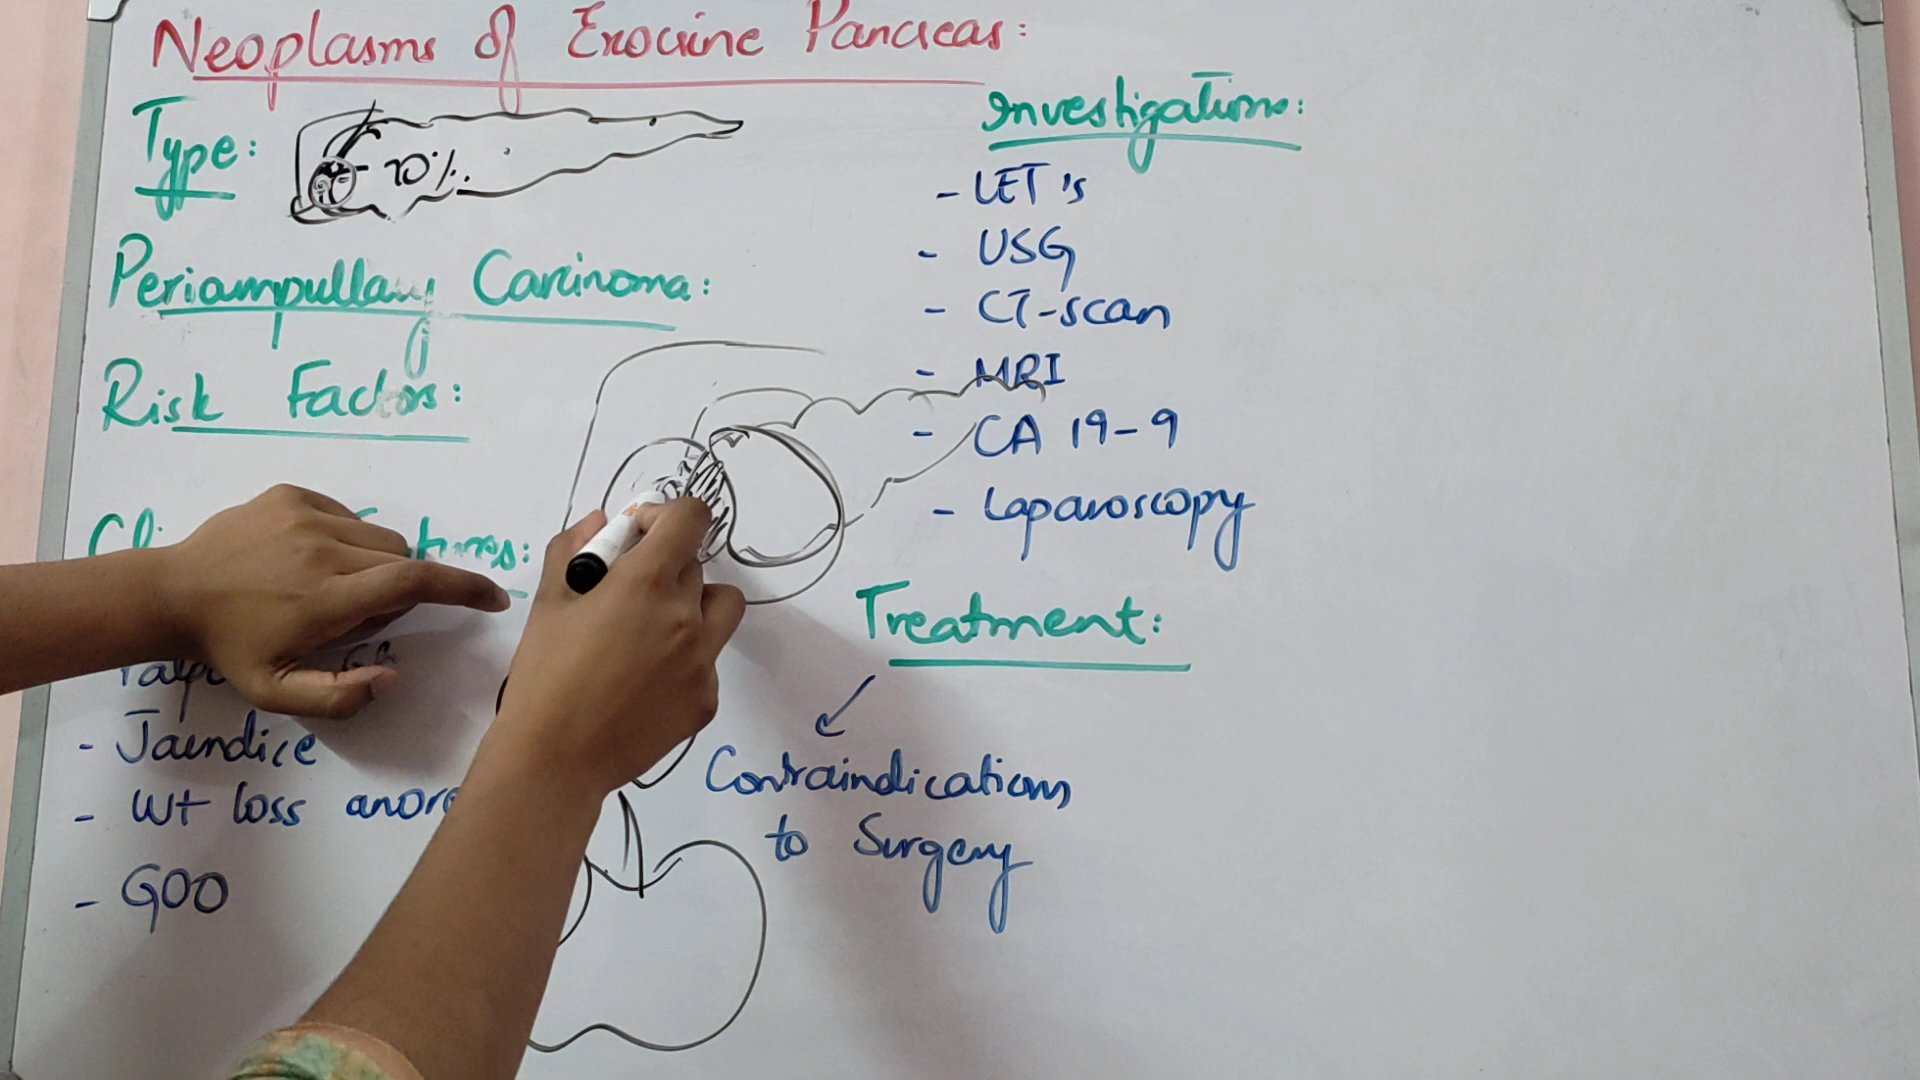 Neoplasms of Exocrine Pancreas:
Type:
70%.
Periampullary Carcinoma:
Risk Factors:
- Jaundice
- Wt loss
- GOO
Investigations:
- LFT's
- USG
- CT-scan
- MRI
- CA 19-9
- Laparoscopy
Treatment:
Contraindications
to Surgery